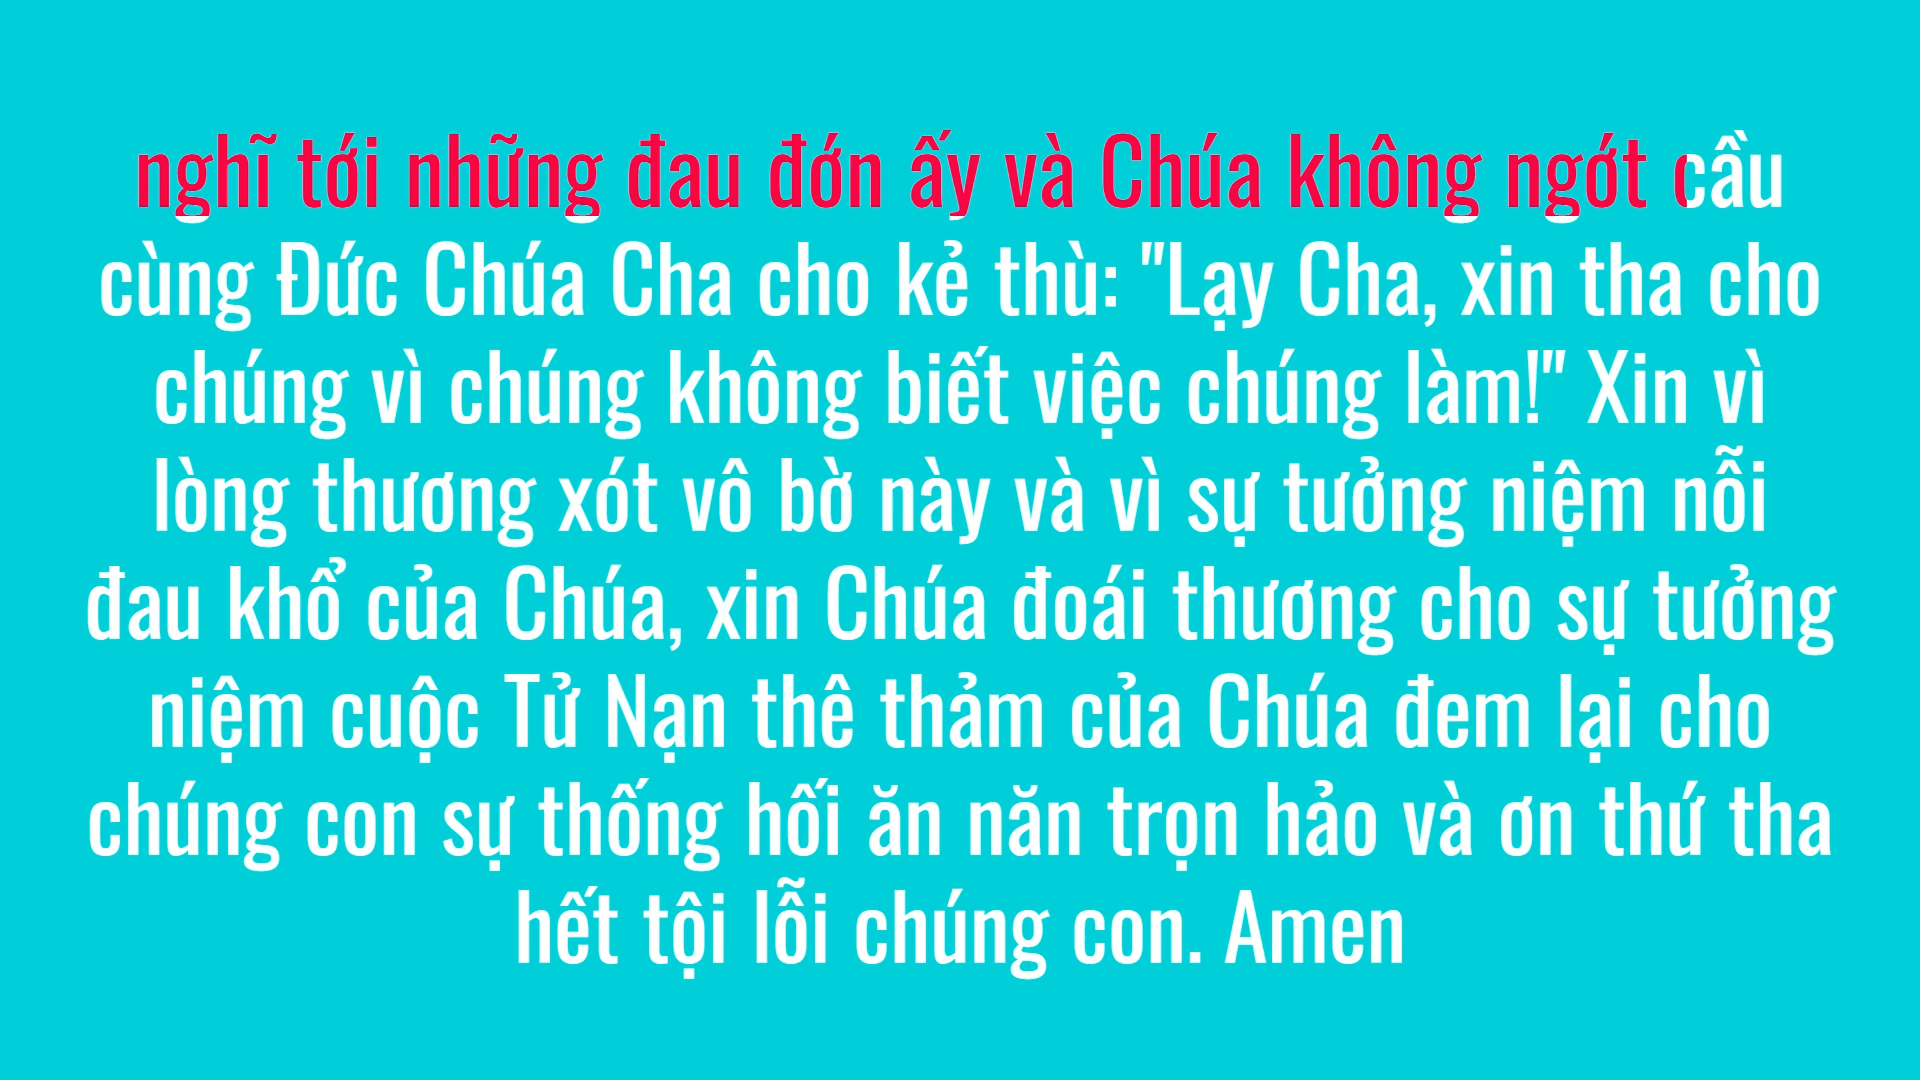 nghĩ tới những đau đớn ấy và Chúa không ngớt cầu
cùng Đức Chúa Cha cho kẻ thù: "Lạy Cha, xin tha cho
chúng vì chúng không biết việc chúng làm!" Xin vì
lòng thương xót vô bờ này và vì sự tưởng niệm nỗi
đau khổ của Chúa, xin Chúa đoái thương cho sự tưởng
niệm cuộc Tử Nạn thê thảm của Chúa đem lại cho
chúng con sự thống hối ăn năn trọn hảo và ơn thứ tha
hết tội lỗi chúng con. Amen